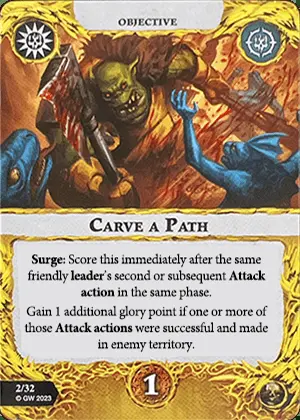 OBJECTIVE
CARVE A PATH
Surge: Score this immediately after the same
friendly leader's second or subsequent Attack
action in the same phase.
Gain 1 additional glory point if one or more of
those Attack actions were successful and made
in enemy territory.
2/32
© GW 2023
1